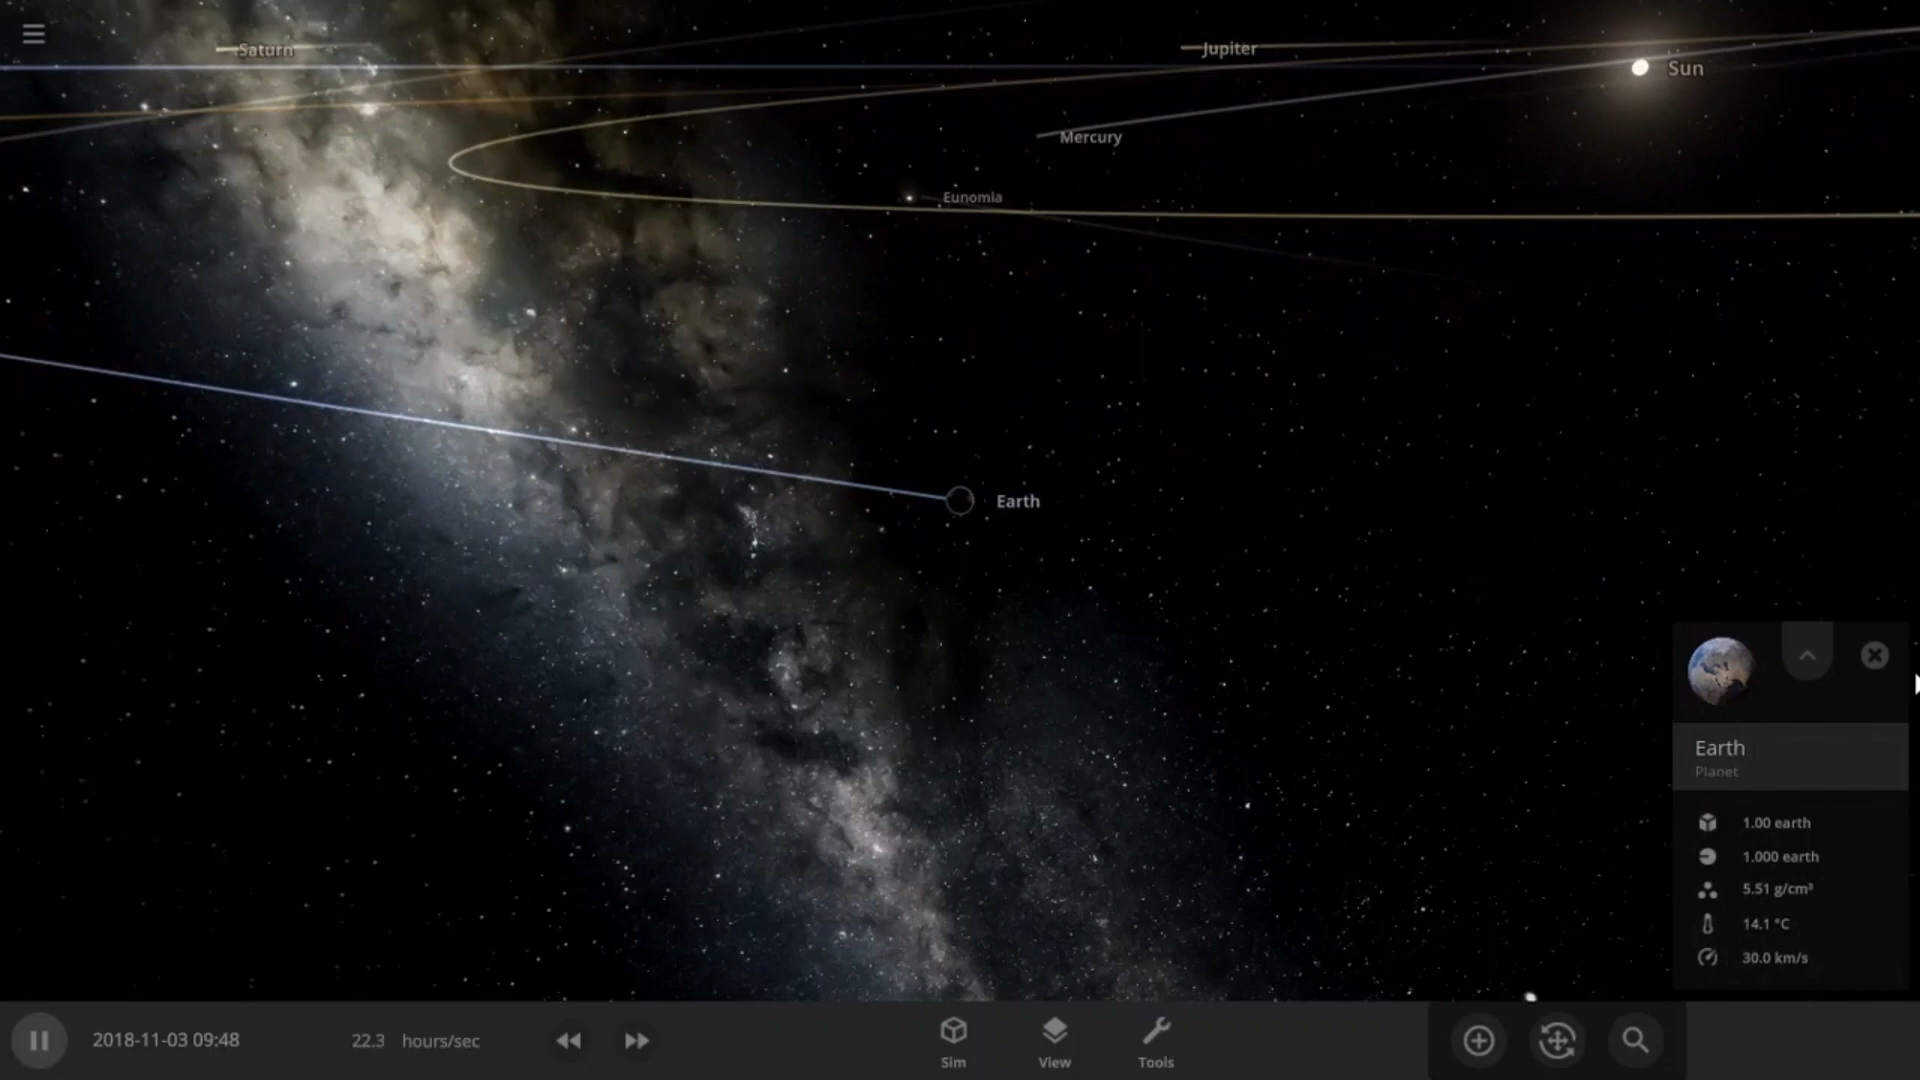 Saturn
Jupiter
Sun
Mercury
Eunomia
Earth
Earth
Planet
1.00 earth
1.000 earth
5.51 g/cm³
14.1 °C
30.0 km/s
2018-11-03 09:48
22.3 hours/sec
Sim
View
Tools